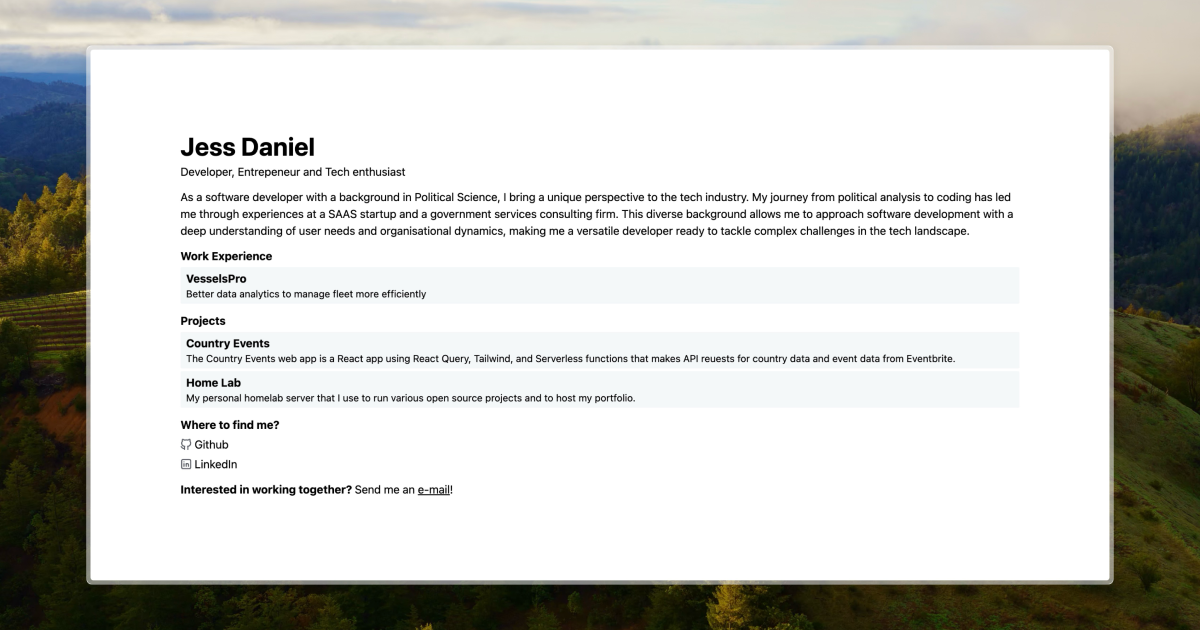 Jess Daniel
Developer, Entrepeneur and Tech enthusiast
As a software developer with a background in Political Science, I bring a unique perspective to the tech industry. My journey from political analysis to coding has led
me through experiences at a SAAS startup and a government services consulting firm. This diverse background allows me to approach software development with a
deep understanding of user needs and organisational dynamics, making me a versatile developer ready to tackle complex challenges in the tech landscape.
Work Experience
VesselsPro
Better data analytics to manage fleet more efficiently
Projects
Country Events
The Country Events web app is a React app using React Query, Tailwind, and Serverless functions that makes API reuests for country data and event data from Eventbrite.
Home Lab
My personal homelab server that I use to run various open source projects and to host my portfolio.
Where to find me?
Github
LinkedIn
Interested in working together? Send me an e-mail!